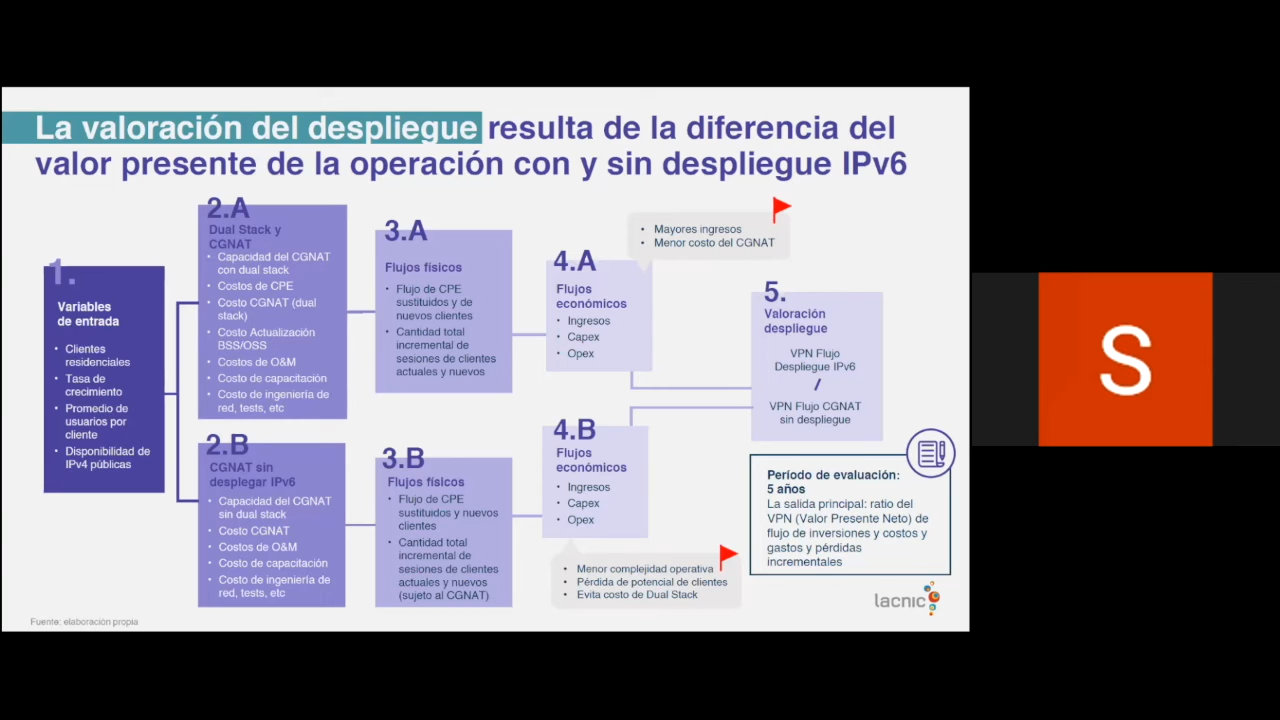 La valoración del despliegue resulta de la diferencia del
valor presente de la operación con y sin despliegue IPv6
1.
Variables
de entrada
• Clientes
residenciales
• Tasa de
crecimiento
• Promedio de
usuarios por
cliente
• Disponibilidad de
IPv4 públicas
2.A
Dual Stack y
CGNAT
• Capacidad del CGNAT
con dual stack
• Costos de CPE
• Costo CGNAT (dual
stack)
• Costo Actualización
BSS/OSS
• Costos de O&M
• Costo de capacitación
• Costo de ingeniería de
red, tests, etc
2.B
CGNAT sin
desplegar IPv6
• Capacidad del CGNAT
sin dual stack
• Costo CGNAT
• Costos de O&M
• Costo de capacitación
• Costo de ingeniería de
red, tests, etc
3.A
Flujos físicos
• Flujo de CPE
sustituidos y de
nuevos clientes
• Cantidad total
incremental de
sesiones de clientes
actuales y nuevos
3.B
Flujos físicos
• Flujo de CPE
sustituidos y nuevos
clientes
• Cantidad total
incremental de
sesiones de clientes
actuales y nuevos
(sujeto al CGNAT)
• Mayores ingresos
• Menor costo del CGNAT
4.A
Flujos
económicos
• Ingresos
• Capex
• Opex
4.B
Flujos
económicos
• Ingresos
• Capex
• Opex
• Menor complejidad operativa
• Pérdida de potencial de clientes
• Evita costo de Dual Stack
5.
Valoración
despliegue
VPN Flujo
Despliegue IPv6
/
VPN Flujo CGNAT
sin despliegue
Período de evaluación:
5 años
La salida principal: ratio del
VPN (Valor Presente Neto) de
flujo de inversiones y costos y
gastos y pérdidas
incrementales
lacnic
Fuente: elaboración propia
S